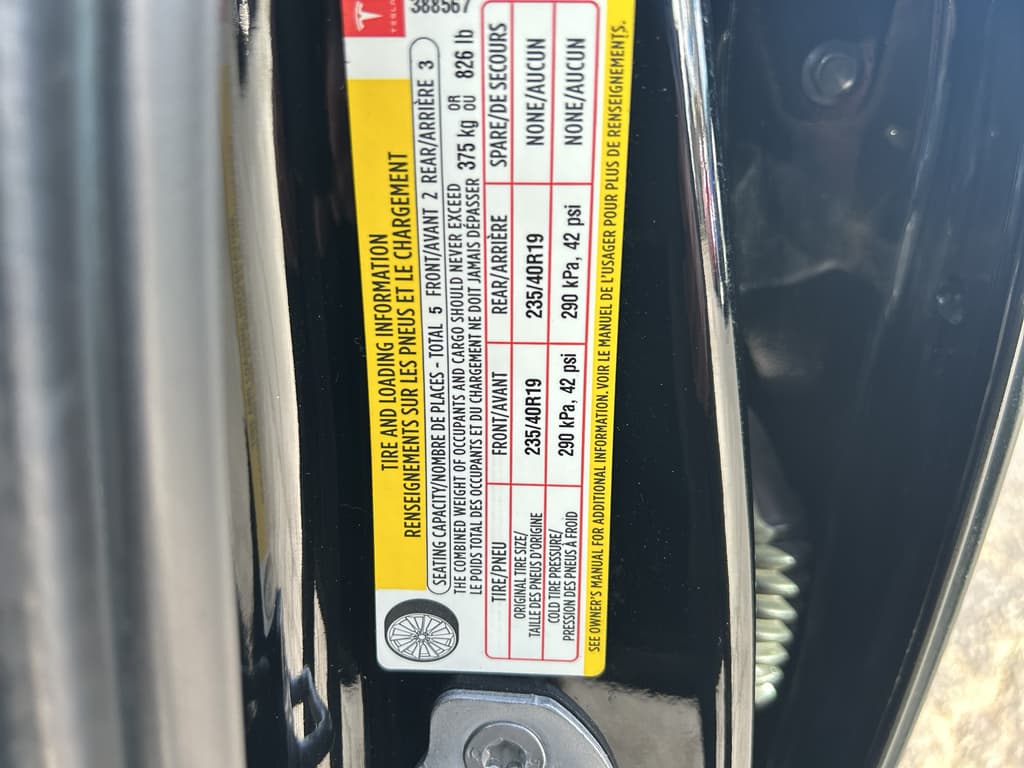 TESLA
388567
TIRE AND LOADING INFORMATION
RENSEIGNEMENTS SUR LES PNEUS ET LE CHARGEMENT
SEATING CAPACITY/NOMBRE DE PLACES - TOTAL 5 FRONT/AVANT 2 REAR/ARRIÈRE 3
THE COMBINED WEIGHT OF OCCUPANTS AND CARGO SHOULD NEVER EXCEED
LE POIDS TOTAL DES OCCUPANTS ET DU CHARGEMENT NE DOIT JAMAIS DÉPASSER
375 kg OR OU 826 lb
TIRE/PNEU FRONT/AVANT REAR/ARRIÈRE SPARE/DE SECOURS
ORIGINAL TIRE SIZE/
TAILLE DES PNEUS D'ORIGINE
235/40R19 235/40R19 NONE/AUCUN
COLD TIRE PRESSURE/
PRESSION DES PNEUS À FROID
290 kPa, 42 psi 290 kPa, 42 psi NONE/AUCUN
SEE OWNER'S MANUAL FOR ADDITIONAL INFORMATION. VOIR LE MANUEL DE L'USAGER POUR PLUS DE RENSEIGNEMENTS.